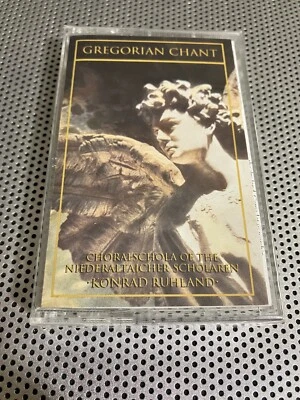 GREGORIAN CHANT
CHORALSCHOLA OF THE
NIEDERALTAICHER SCHOLAREN
·KONRAD RUHLAND·